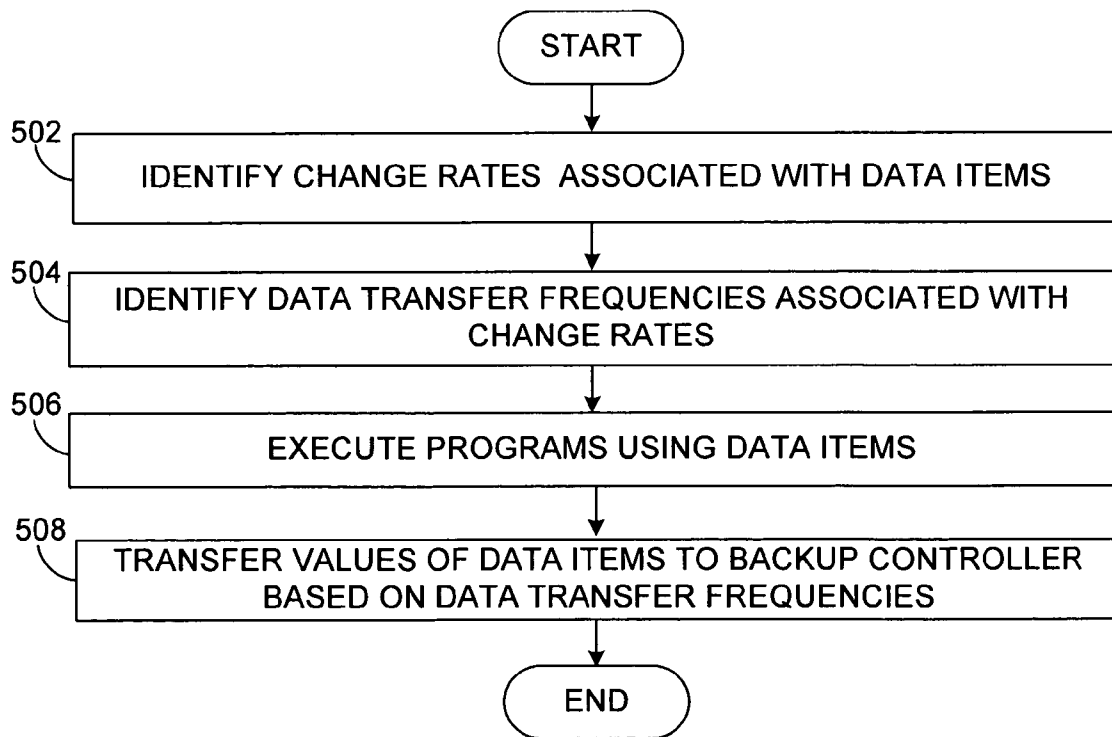 START
502
IDENTIFY CHANGE RATES ASSOCIATED WITH DATA ITEMS
504
IDENTIFY DATA TRANSFER FREQUENCIES ASSOCIATED WITH
CHANGE RATES
506
EXECUTE PROGRAMS USING DATA ITEMS
508
TRANSFER VALUES OF DATA ITEMS TO BACKUP CONTROLLER
BASED ON DATA TRANSFER FREQUENCIES
END